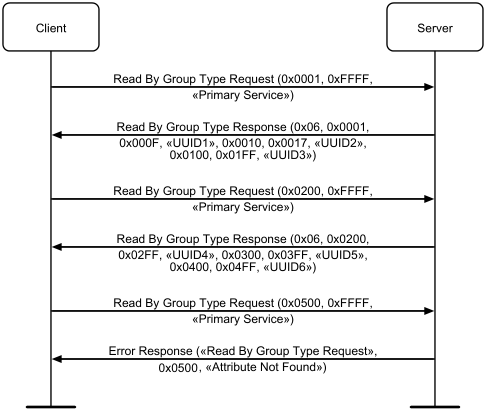 Client
Server
Read By Group Type Request (0x0001, 0xFFFF,
«Primary Service»)
Read By Group Type Response (0x06, 0x0001,
0x000F, «UUID1», 0x0010, 0x0017, «UUID2»,
0x0100, 0x01FF, «UUID3»)
Read By Group Type Request (0x0200, 0xFFFF,
«Primary Service»)
Read By Group Type Response (0x06, 0x0200,
0x02FF, «UUID4», 0x0300, 0x03FF, «UUID5»,
0x0400, 0x04FF, «UUID6»)
Read By Group Type Request (0x0500, 0xFFFF,
«Primary Service»)
Error Response («Read By Group Type Request»,
0x0500, «Attribute Not Found»)